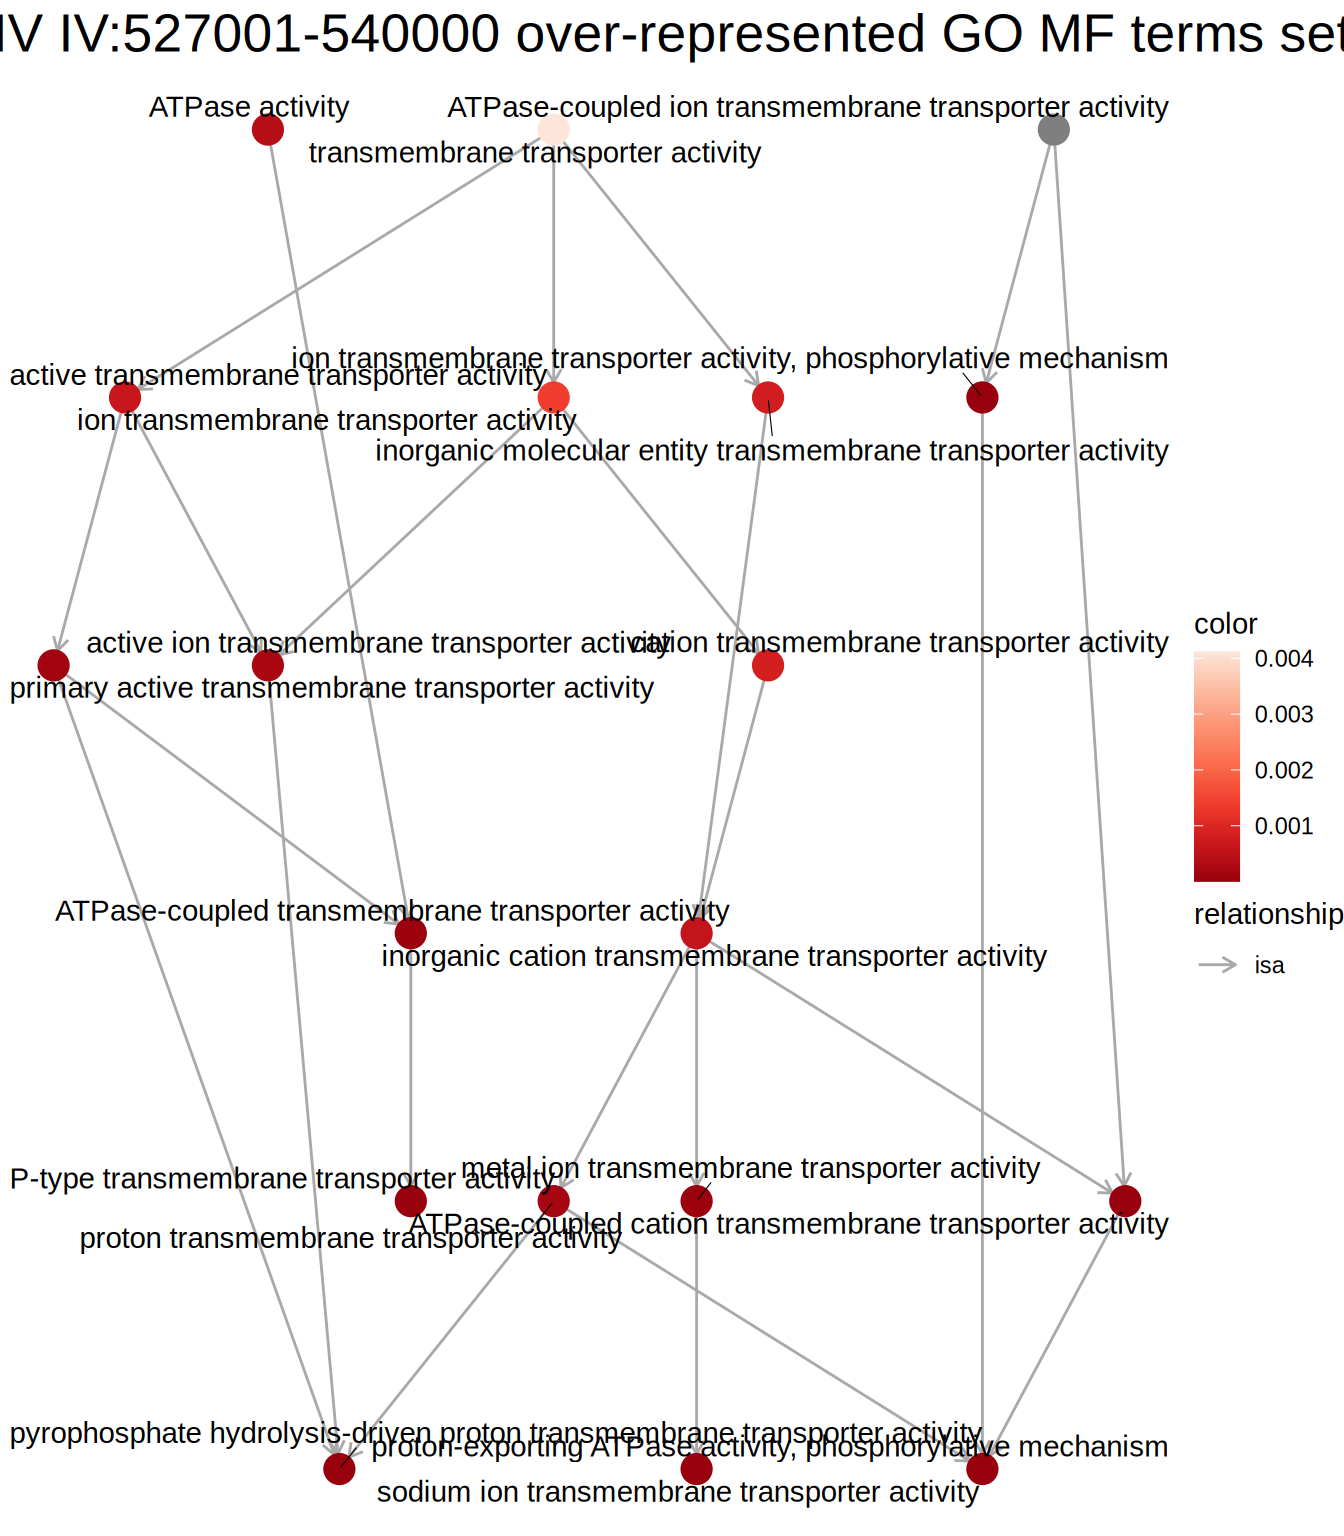 IV IV:527001-540000 over-represented GO MF terms set
ATPase activity
ATPase-coupled ion transmembrane transporter activity
transmembrane transporter activity
ion transmembrane transporter activity, phosphorylative mechanism
active transmembrane transporter activity
ion transmembrane transporter activity
inorganic molecular entity transmembrane transporter activity
active ion transmembrane transporter activity
cation transmembrane transporter activity
primary active transmembrane transporter activity
color
0.004
0.003
0.002
0.001
relationship
isa
ATPase-coupled transmembrane transporter activity
inorganic cation transmembrane transporter activity
metal ion transmembrane transporter activity
P-type transmembrane transporter activity
ATPase-coupled cation transmembrane transporter activity
proton transmembrane transporter activity
pyrophosphate hydrolysis-driven proton transmembrane transporter activity
proton-exporting ATPase activity, phosphorylative mechanism
sodium ion transmembrane transporter activity